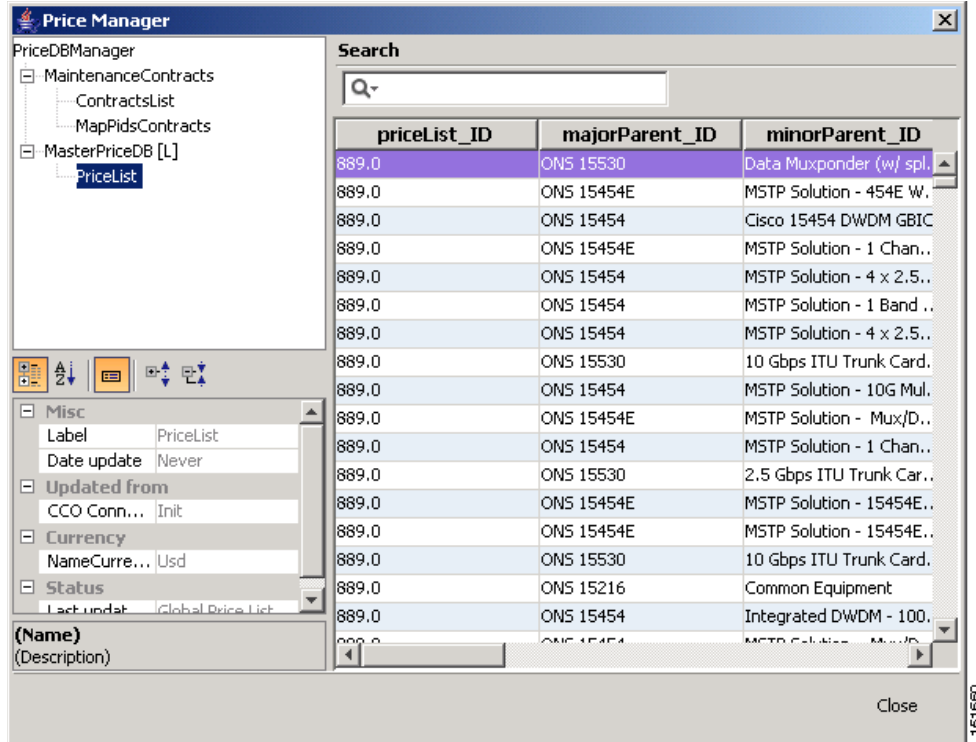 Price Manager
PriceDBManager
MaintenanceContracts
ContractsList
MapPidsContracts
MasterPriceDB [L]
PriceList
Misc
Label PriceList
Date update Never
Updated from
CCO Conn... Init
Currency
NameCurre... Usd
Status
Last updat Global Price List
(Name)
(Description)
Search
priceList_ID majorParent_ID minorParent_ID
889.0 ONS 15530 Data Muxponder (w/ spl.
889.0 ONS 15454E MSTP Solution - 454E W.
889.0 ONS 15454 Cisco 15454 DWDM GBIC
889.0 ONS 15454E MSTP Solution - 1 Chan..
889.0 ONS 15454 MSTP Solution - 4 x 2.5..
889.0 ONS 15454 MSTP Solution - 1 Band ..
889.0 ONS 15454 MSTP Solution - 4 x 2.5..
889.0 ONS 15530 10 Gbps ITU Trunk Card.
889.0 ONS 15454 MSTP Solution - 10G Mul.
889.0 ONS 15454E MSTP Solution - Mux/D..
889.0 ONS 15454 MSTP Solution - 1 Chan..
889.0 ONS 15530 2.5 Gbps ITU Trunk Car..
889.0 ONS 15454E MSTP Solution - 15454E..
889.0 ONS 15454E MSTP Solution - 15454E..
889.0 ONS 15530 10 Gbps ITU Trunk Card.
889.0 ONS 15216 Common Equipment
889.0 ONS 15454 Integrated DWDM - 100.
Close